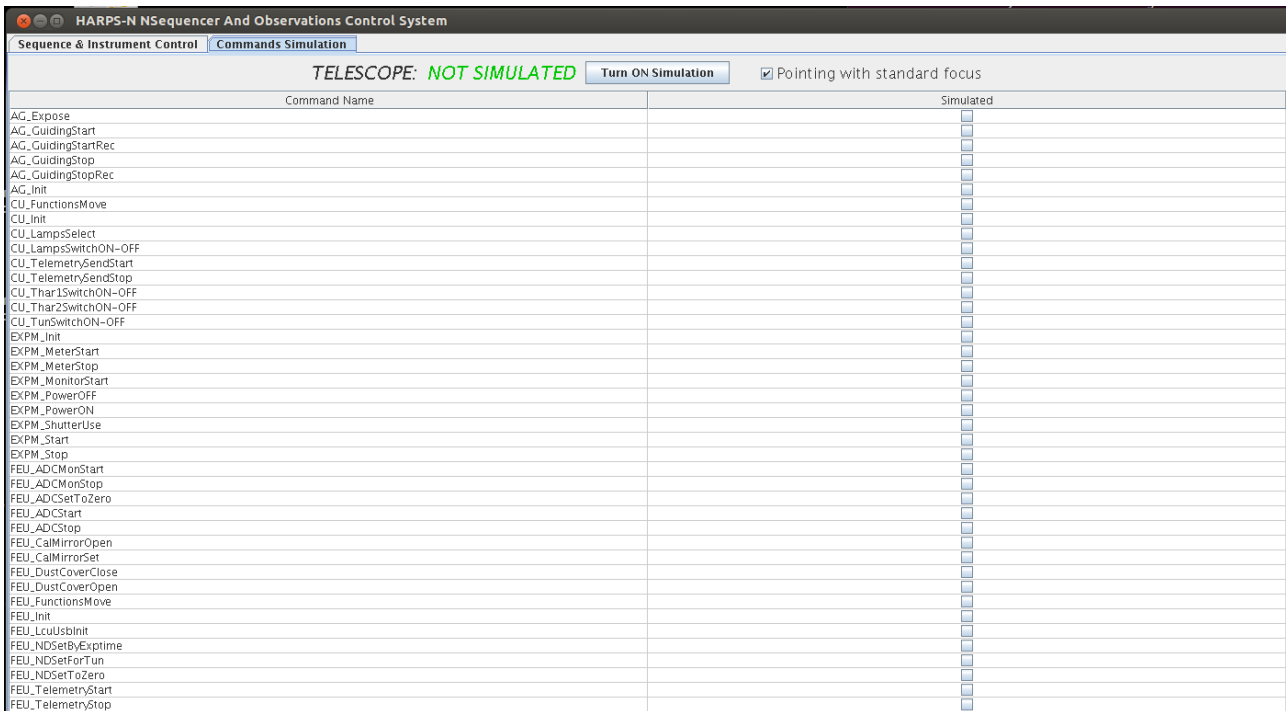 HARPS-N NSequencer And Observations Control System
Sequence & Instrument Control Commands Simulation
TELESCOPE: NOT SIMULATED Turn ON Simulation Pointing with standard focus
Command Name Simulated
AG_Expose
AG_GuidingStart
AG_GuidingStartRec
AG_GuidingStop
AG_GuidingStopRec
AG_Init
CU_FunctionsMove
CU_Init
CU_LampsSelect
CU_LampsSwitchON-OFF
CU_TelemetrySendStart
CU_TelemetrySendStop
CU_Thar1SwitchON-OFF
CU_Thar2SwitchON-OFF
CU_TunSwitchON-OFF
EXPM_Init
EXPM_MeterStart
EXPM_MeterStop
EXPM_MonitorStart
EXPM_PowerOFF
EXPM_PowerON
EXPM_ShutterUse
EXPM_Start
EXPM_Stop
FEU_ADCMonStart
FEU_ADCMonStop
FEU_ADCSetToZero
FEU_ADCStart
FEU_ADCStop
FEU_CalMirrorOpen
FEU_CalMirrorSet
FEU_DustCoverClose
FEU_DustCoverOpen
FEU_FunctionsMove
FEU_Init
FEU_LcuUsbInit
FEU_NDSetByExptime
FEU_NDSetForTun
FEU_NDSetToZero
FEU_TelemetryStart
FEU_TelemetryStop